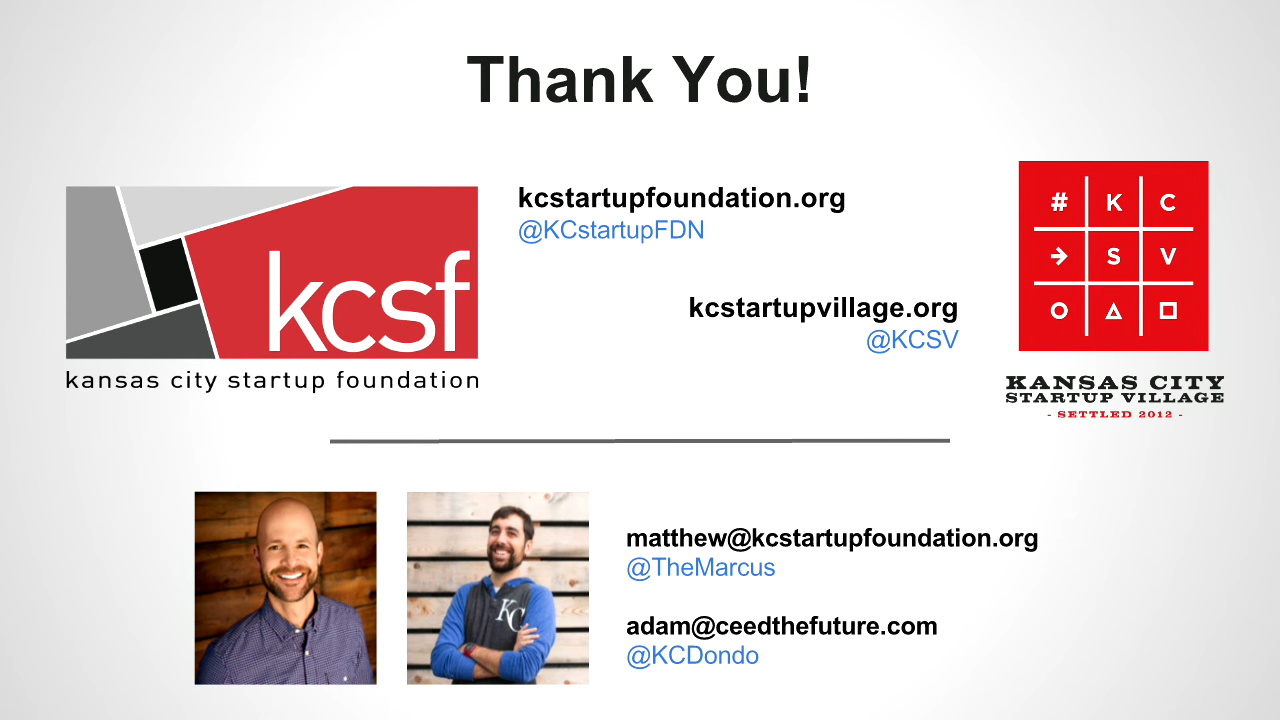 Thank You!
kcsf
kansas city startup foundation
kcstartupfoundation.org
@KCstartupFDN
kcstartupvillage.org
@KCSV
# K C
→ S V
○ △ □
KANSAS CITY
STARTUP VILLAGE
- SETTLED 2012 -
KC
matthew@kcstartupfoundation.org
@TheMarcus
adam@ceedthefuture.com
@KCDondo